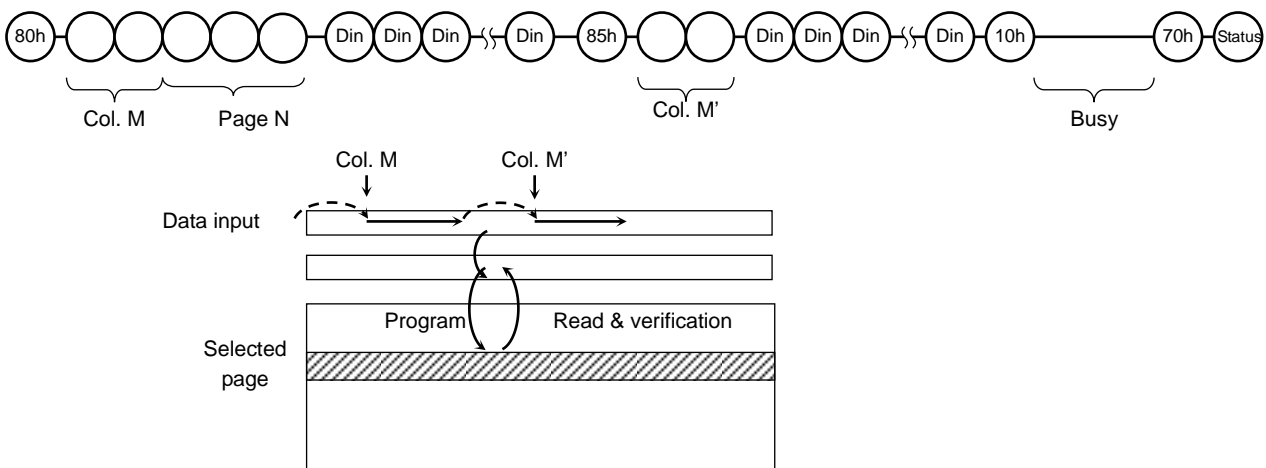 80h Din Din Din Din 85h Din Din Din Din 10h 70h Status
Col. M Page N Col. M’ Busy
Col. M Col. M’
Data input
Program Read & verification
Selected
page